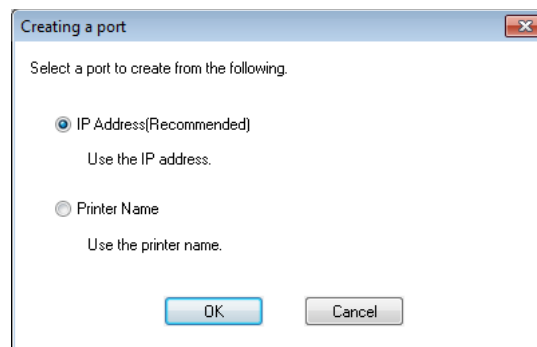 Creating a port
Select a port to create from the following.
IP Address(Recommended)
Use the IP address.
Printer Name
Use the printer name.
OK
Cancel